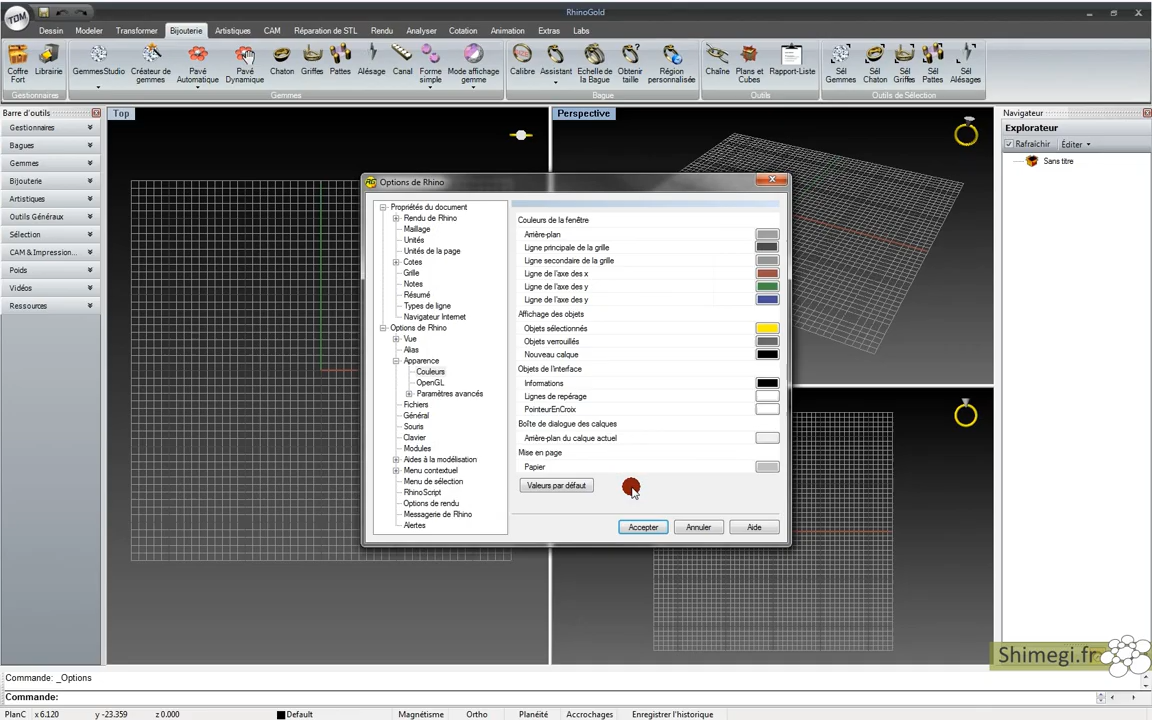 RhinoGold
TDM
Dessin Modeler Transformer Bijouterie Artistiques CAM Réparation de STL Rendu Analyser Cotation Animation Extras Labs
Coffre Fort
Librairie
GemmesStudio
Créateur de gemmes
Pavé Automatique
Pavé Dynamique
Chaton
Griffes
Pattes
Alésage
Canal
Forme simple
Mode affichage gemme
Calibre
Assistant
Echelle de la Bague
Obtenir taille
Région personnalisée
Chaîne
Plans et Cubes
Rapport-Liste
Sél Gemmes
Sél Chaton
Sél Griffes
Sél Pattes
Sél Alésages
Gestionnaires
Gemmes
Bague
Outils
Outils de Sélection
Barre d'outils
Gestionnaires
Bagues
Gemmes
Bijouterie
Artistiques
Outils Généraux
Sélection
CAM & Impression...
Poids
Vidéos
Ressources
Top
Perspective
Navigateur
Explorateur
Rafraichir Éditer
Sans titre
Options de Rhino
Propriétés du document
Rendu de Rhino
Maillage
Unités
Unités de la page
Cotes
Grille
Notes
Résumé
Types de ligne
Navigateur Internet
Options de Rhino
Vue
Alias
Apparence
Couleurs
OpenGL
Paramètres avancés
Fichiers
Général
Souris
Clavier
Modules
Aides à la modélisation
Menu contextuel
Menu de sélection
RhinoScript
Options de rendu
Messagerie de Rhino
Alertes
Couleurs de la fenêtre
Arrière-plan
Ligne principale de la grille
Ligne secondaire de la grille
Ligne de l'axe des x
Ligne de l'axe des y
Ligne de l'axe des y
Affichage des objets
Objets sélectionnés
Objets verrouillés
Nouveau calque
Objets de l'interface
Informations
Lignes de repérage
PointeurEnCroix
Boîte de dialogue des calques
Arrière-plan du calque actuel
Mise en page
Papier
Valeurs par défaut
Accepter Annuler Aide
Shimegi.fr
Commande: _Options
Commande:
PlanC x 6.120 y -23.359 z 0.000 Default Magnétisme Ortho Planéité Accrochages Enregistrer l'historique